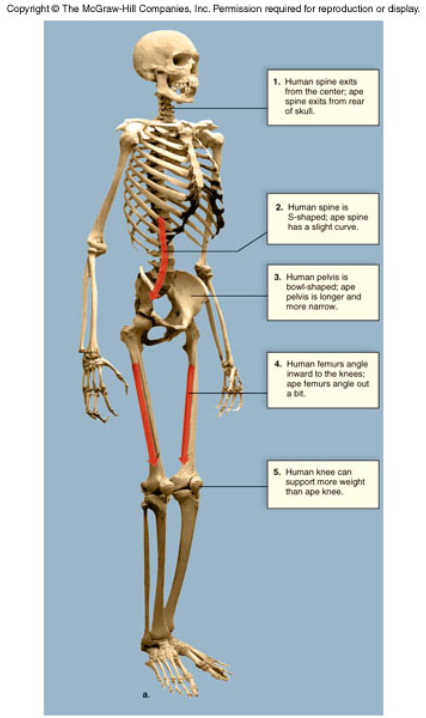 Copyright © The McGraw-Hill Companies, Inc. Permission required for reproduction or display.
1. Human spine exits
from the center; ape
spine exits from rear
of skull.
2. Human spine is
S-shaped; ape spine
has a slight curve.
3. Human pelvis is
bowl-shaped; ape
pelvis is longer and
more narrow.
4. Human femurs angle
inward to the knees;
ape femurs angle out
a bit.
5. Human knee can
support more weight
than ape knee.
a.